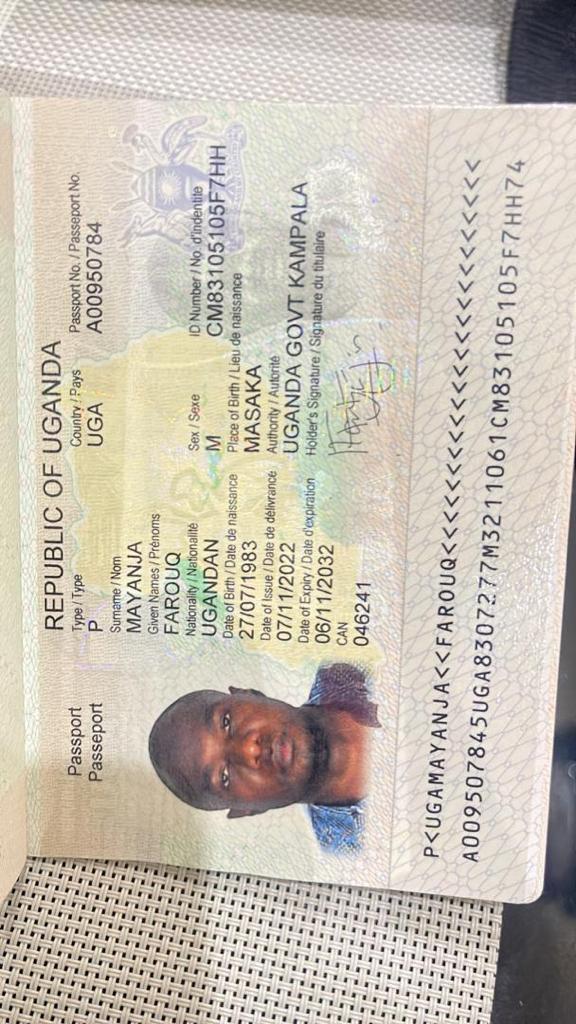 REPUBLIC OF UGANDA
Passport
Passeport
Type / Type
P
Country / Pays
UGA
Passport No. / Passeport No.
A00950784
Surname / Nom
MAYANJA
Given Names / Prénoms
FAROUQ
Nationality / Nationalité
UGANDAN
Sex / Sexe
M
ID Number / No. d'indentite
CM83105105F7HH
Date of Birth / Date de naissance
27/07/1983
Place of Birth / Lieu de naissance
MASAKA
Date of Issue / Date de délivrance
07/11/2022
Authority / Autorité
UGANDA GOVT KAMPALA
Date of Expiry / Date d'expiration
06/11/2032
Holder's Signature / Signature du titulaire
CAN
046241
P<UGAMAYANJA<<FAROUQ<<<<<<<<<<<<<<<<<<<<<<<<
A009507845UGA8307277M3211061CM83105105F7HH74